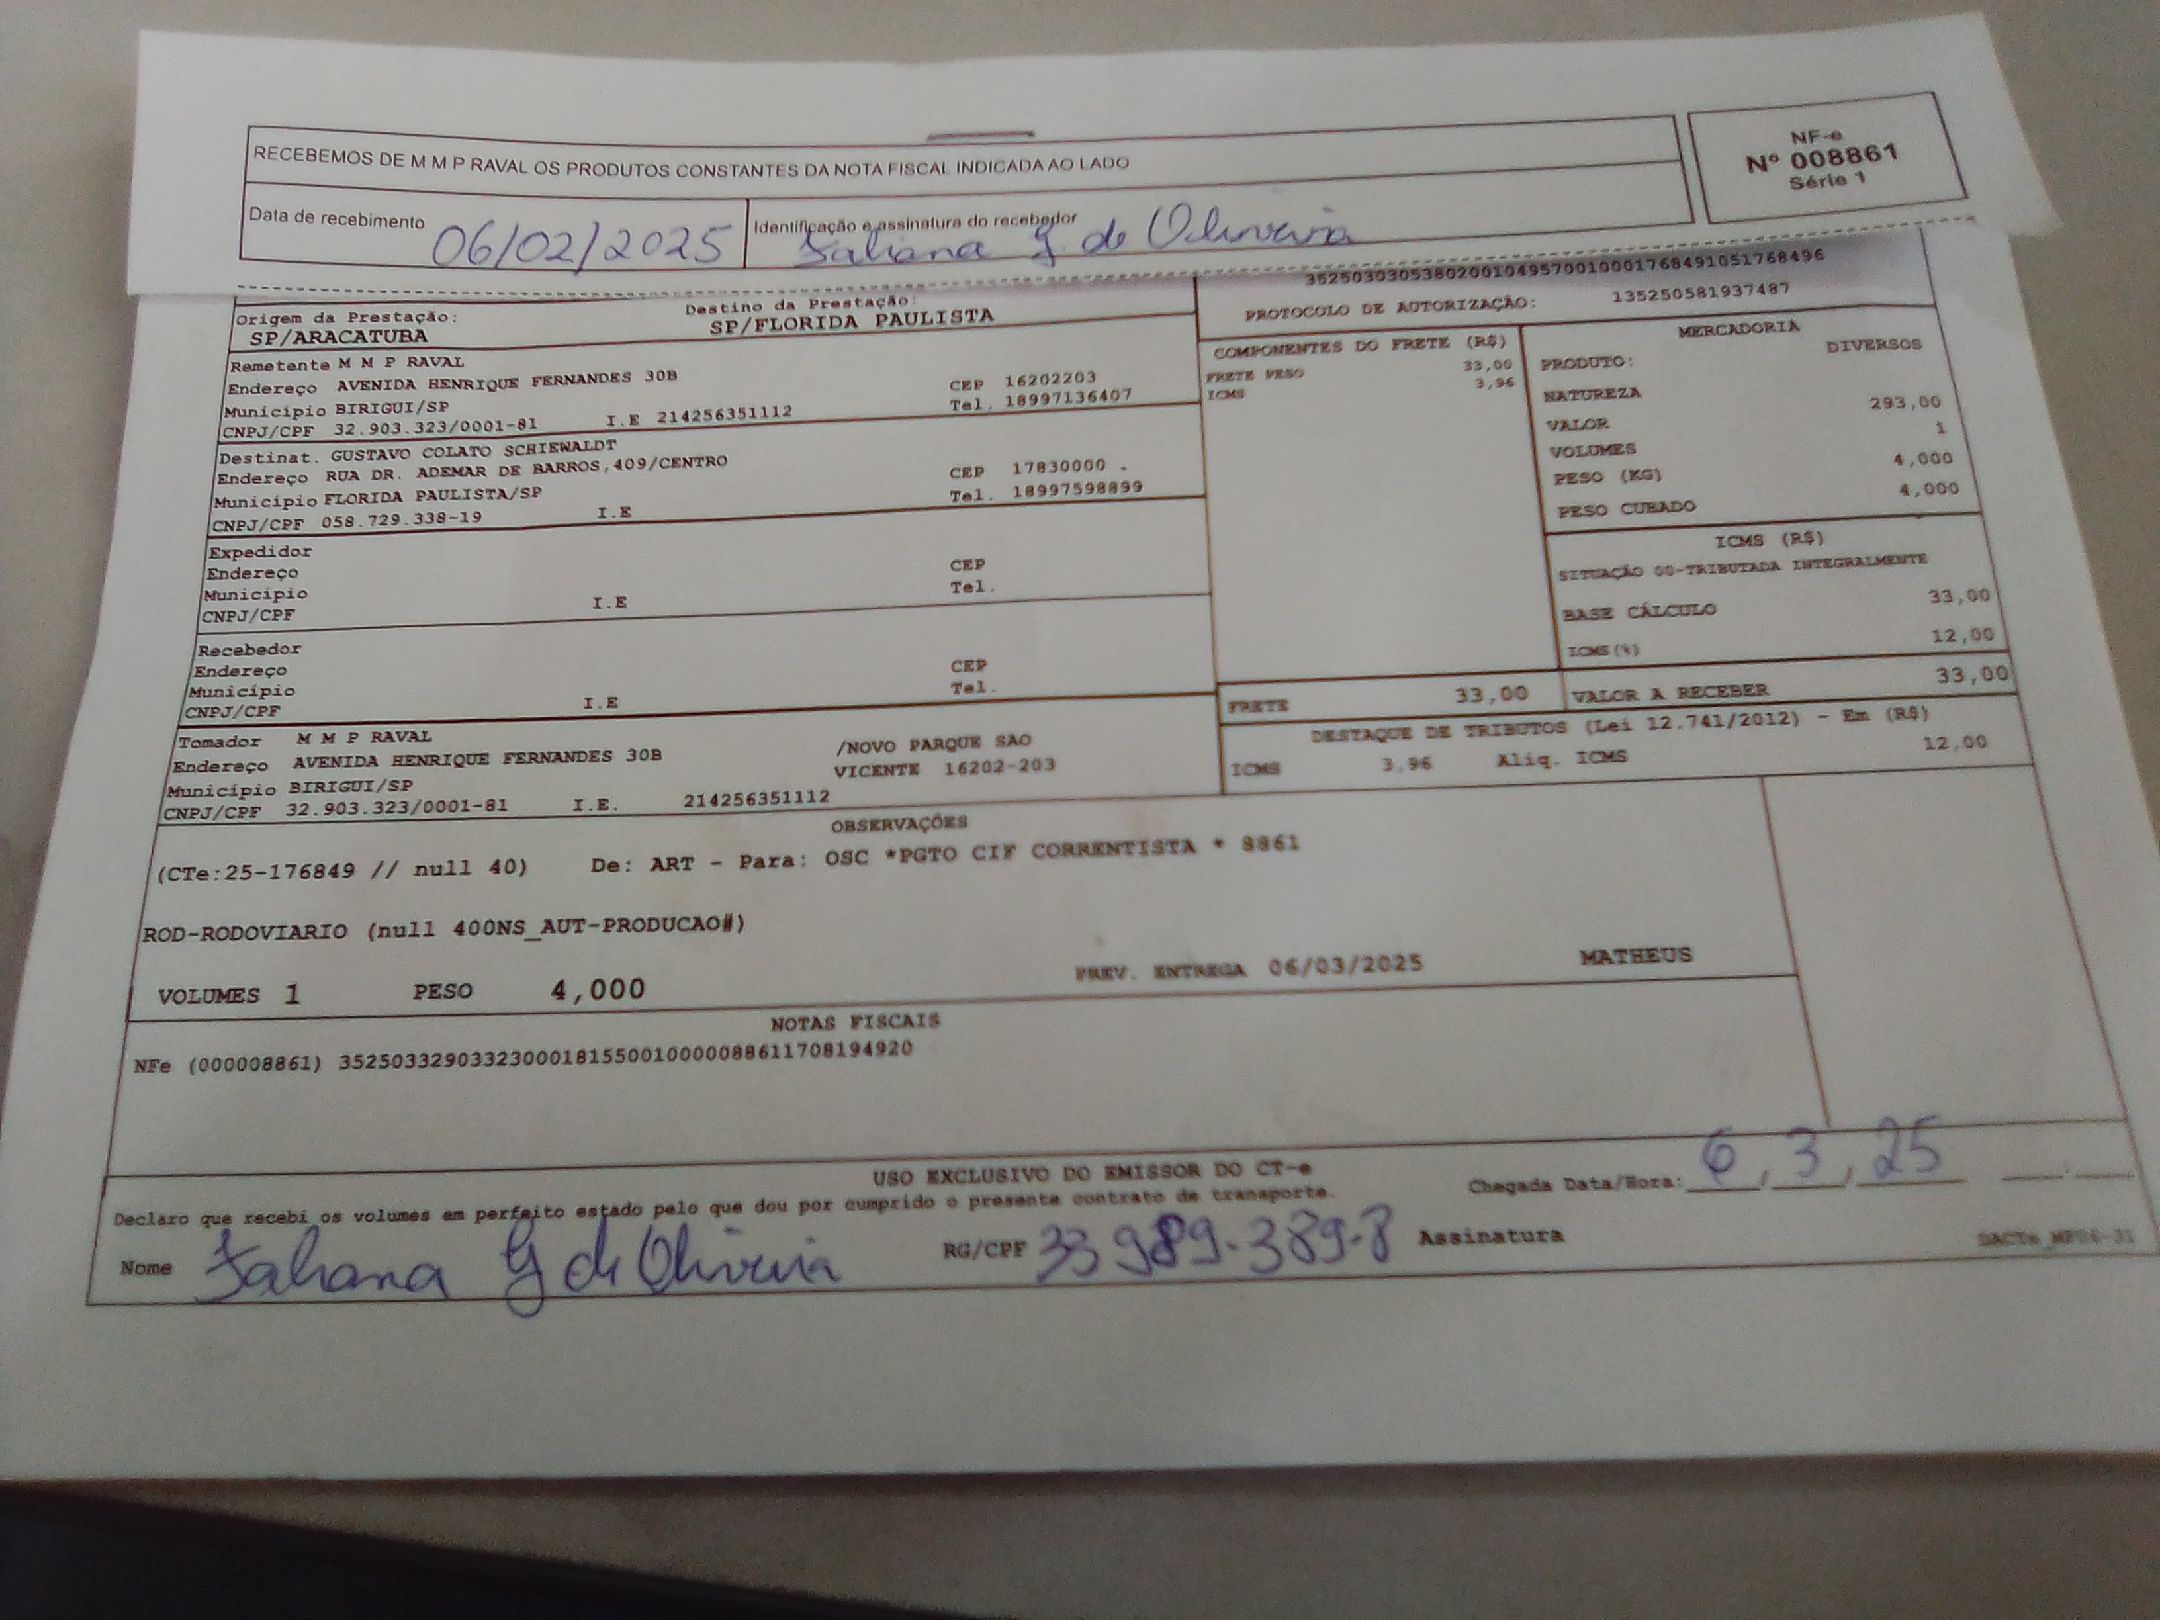 RECEBEMOS DE M M P RAVAL OS PRODUTOS CONSTANTES DA NOTA FISCAL INDICADA AO LADO
NF-e
Nº 008861
Série 1
Data de recebimento 06/02/2025
Identificação e assinatura do recebedor
G. de Oliveira
35250303053802001049570010001768491051768496
PROTOCOLO DE AUTORIZAÇÃO: 135250581937487
Origem da Prestação: Destino da Prestação:
SP/ARACATUBA SP/FLORIDA PAULISTA
Remetente M M P RAVAL
Endereço AVENIDA HENRIQUE FERNANDES 30B CEP 16202203
Município BIRIGUI/SP Tel. 18997136407
CNPJ/CPF 32.903.323/0001-81 I.E 214256351112
Destinat. GUSTAVO COLATO SCHIEWALDT
Endereço RUA DR. ADEMAR DE BARROS,409/CENTRO CEP 17830000
Município FLORIDA PAULISTA/SP Tel. 18997598899
CNPJ/CPF 058.729.338-19 I.E
Expedidor
Endereço CEP
Município Tel.
CNPJ/CPF I.E
Recebedor
Endereço CEP
Município Tel.
CNPJ/CPF I.E
Tomador M M P RAVAL /NOVO PARQUE SAO
Endereço AVENIDA HENRIQUE FERNANDES 30B VICENTE 16202-203
Município BIRIGUI/SP
CNPJ/CPF 32.903.323/0001-81 I.E. 214256351112
COMPONENTES DO FRETE (R$)
FRETE PESO 33,00
ICMS 3,96
MERCADORIA
PRODUTO: DIVERSOS
NATUREZA
VALOR 293,00
VOLUMES 1
PESO (KG) 4,000
PESO CUBADO 4,000
ICMS (R$)
SITUAÇÃO 00-TRIBUTADA INTEGRALMENTE
BASE CÁLCULO 33,00
ICMS(%) 12,00
FRETE 33,00 VALOR A RECEBER 33,00
DESTAQUE DE TRIBUTOS (Lei 12.741/2012) - Em (R$)
ICMS 3,96 Aliq. ICMS 12,00
OBSERVAÇÕES
(CTe:25-176849 // null 40) De: ART - Para: OSC *PGTO CIF CORRENTISTA * 8861
ROD-RODOVIARIO (null 400NS_AUT-PRODUCAO#)
VOLUMES 1 PESO 4,000 PREV. ENTREGA 06/03/2025 MATHEUS
NOTAS FISCAIS
NFe (000008861) 35250332903323000181550010000088611708194920
USO EXCLUSIVO DO EMISSOR DO CT-e
Declaro que recebi os volumes em perfeito estado pelo que dou por cumprido o presente contrato de transporte.
Chegada Data/Hora: 6, 3, 25
Nome G de Oliveira RG/CPF 33 989-389-8 Assinatura